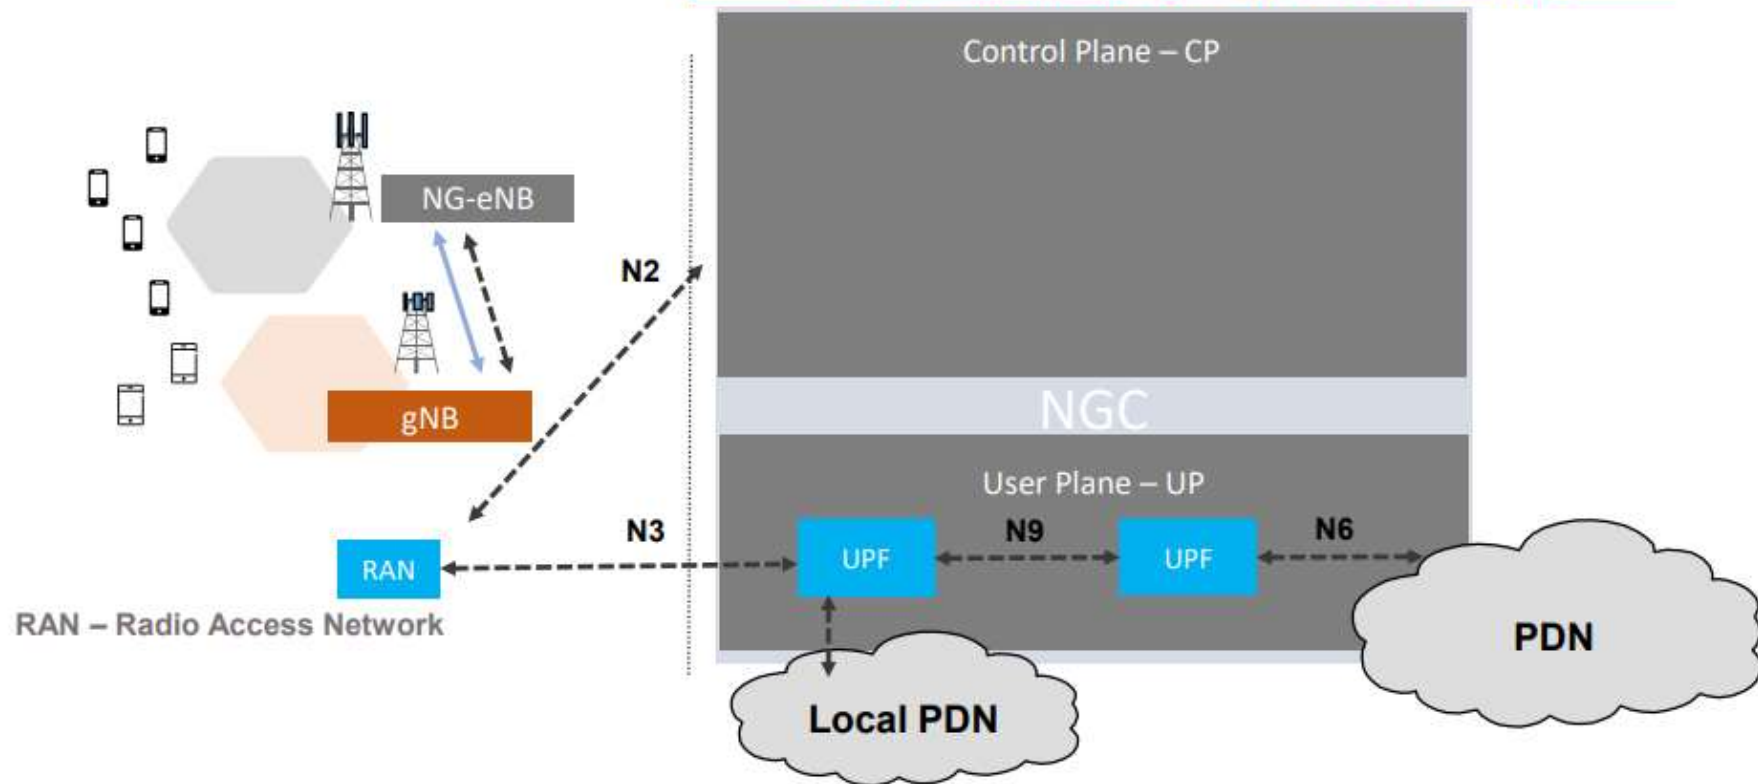 Control Plane – CP
NG-eNB
N2
gNB
NGC
User Plane – UP
N3
N9
N6
RAN
UPF
UPF
RAN – Radio Access Network
PDN
Local PDN